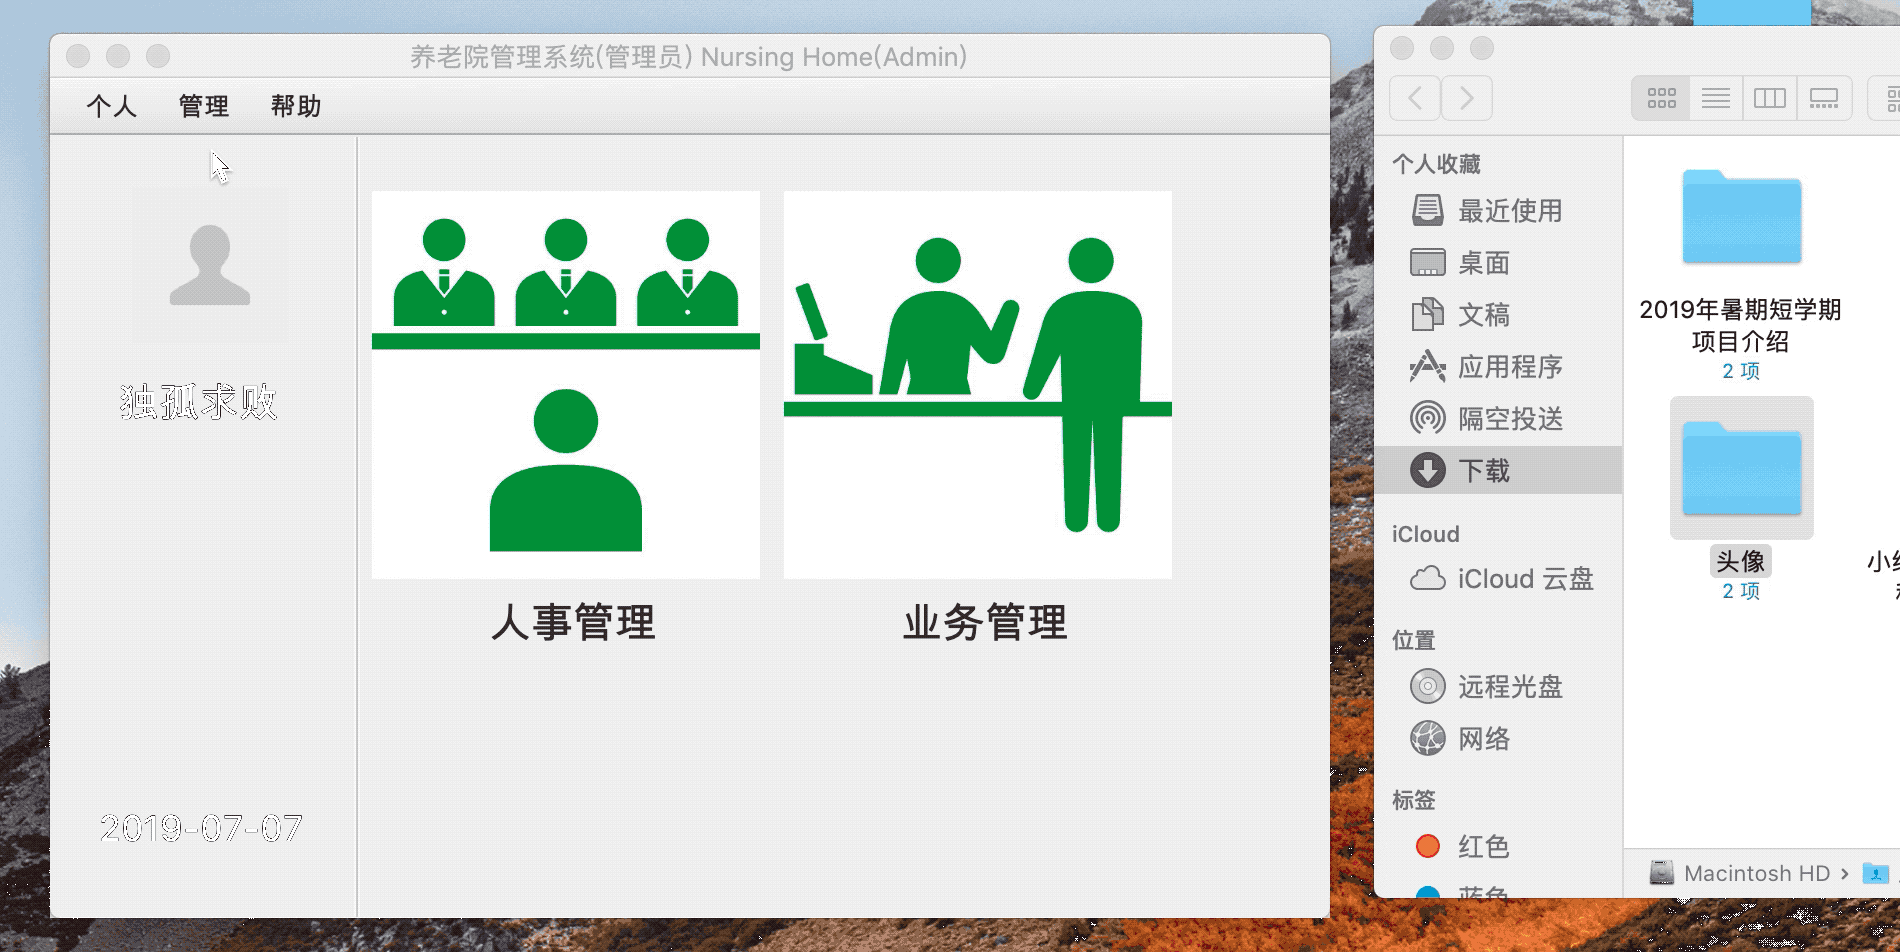 养老院管理系统(管理员) Nursing Home(Admin)
个人 管理 帮助
独孤求败
2019-07-07
人事管理
业务管理
个人收藏
最近使用
桌面
文稿
应用程序
隔空投送
下载
iCloud
iCloud 云盘
位置
远程光盘
网络
标签
红色
蓝色
2019年暑期短学期
项目介绍
2 项
头像
2 项
Macintosh HD ›